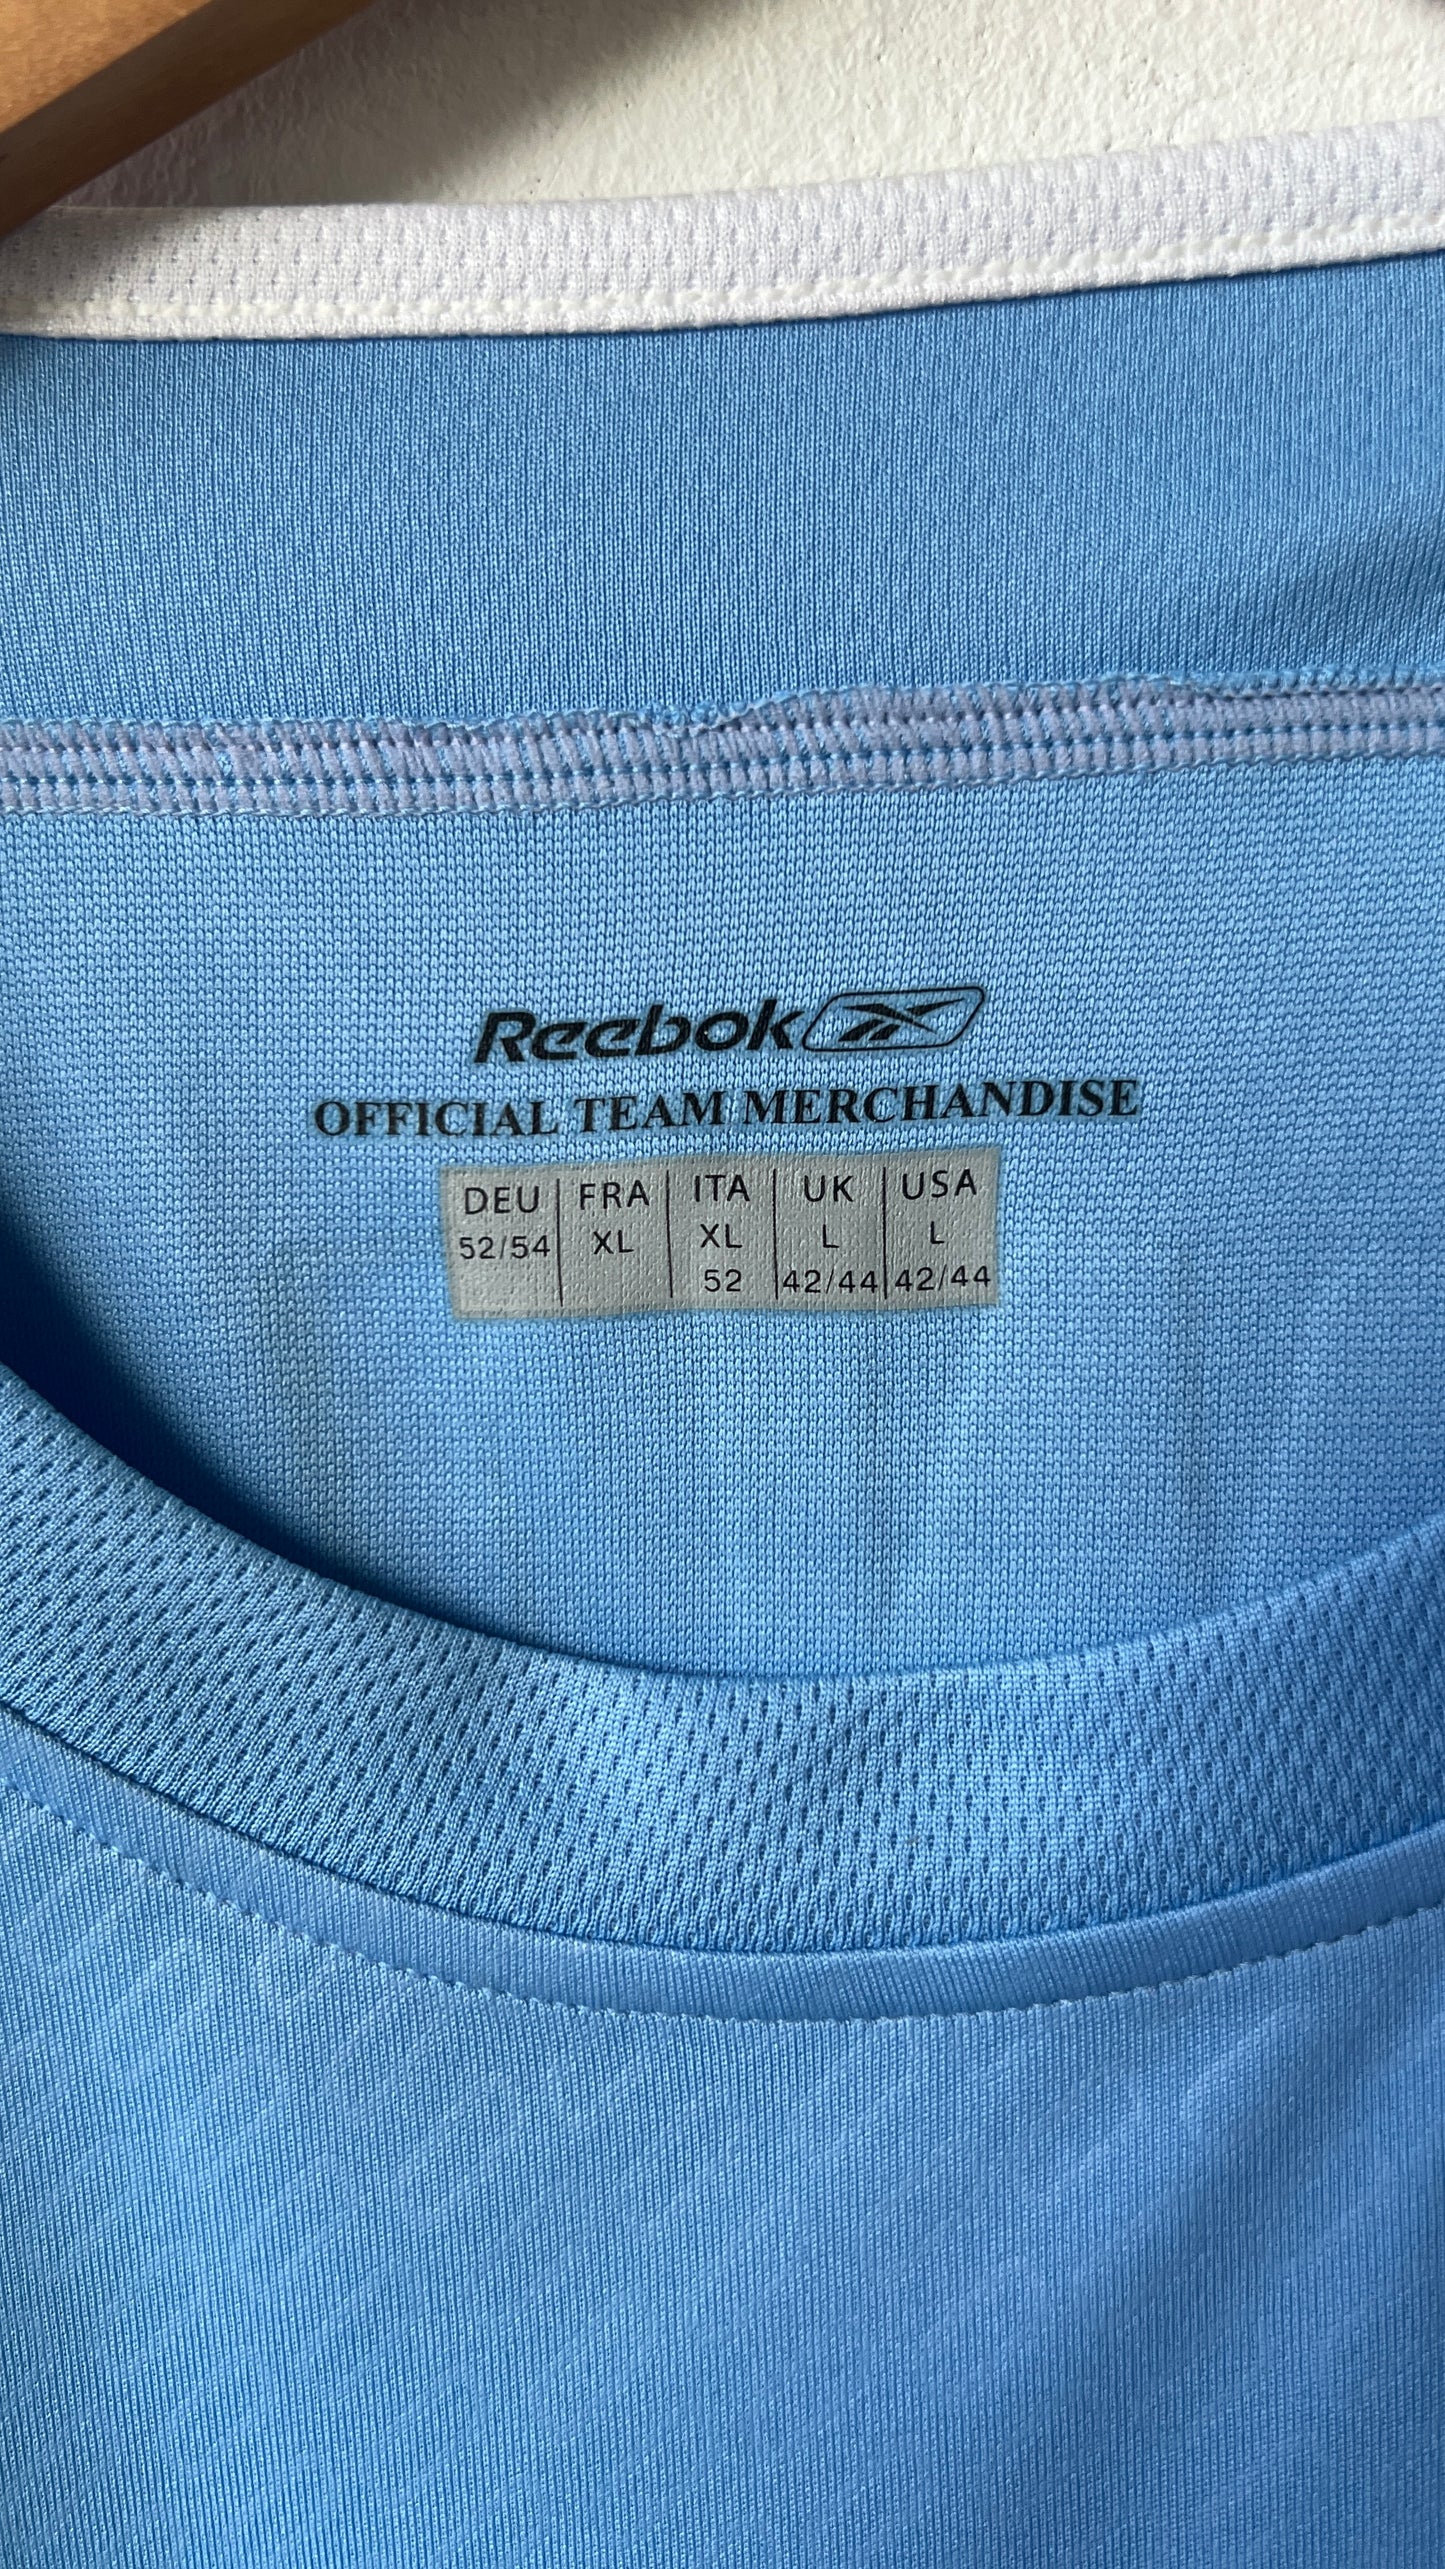 Reebok
OFFICIAL TEAM MERCHANDISE
DEU FRA ITA UK USA
52/54 XL XL L L
52 42/44 42/44